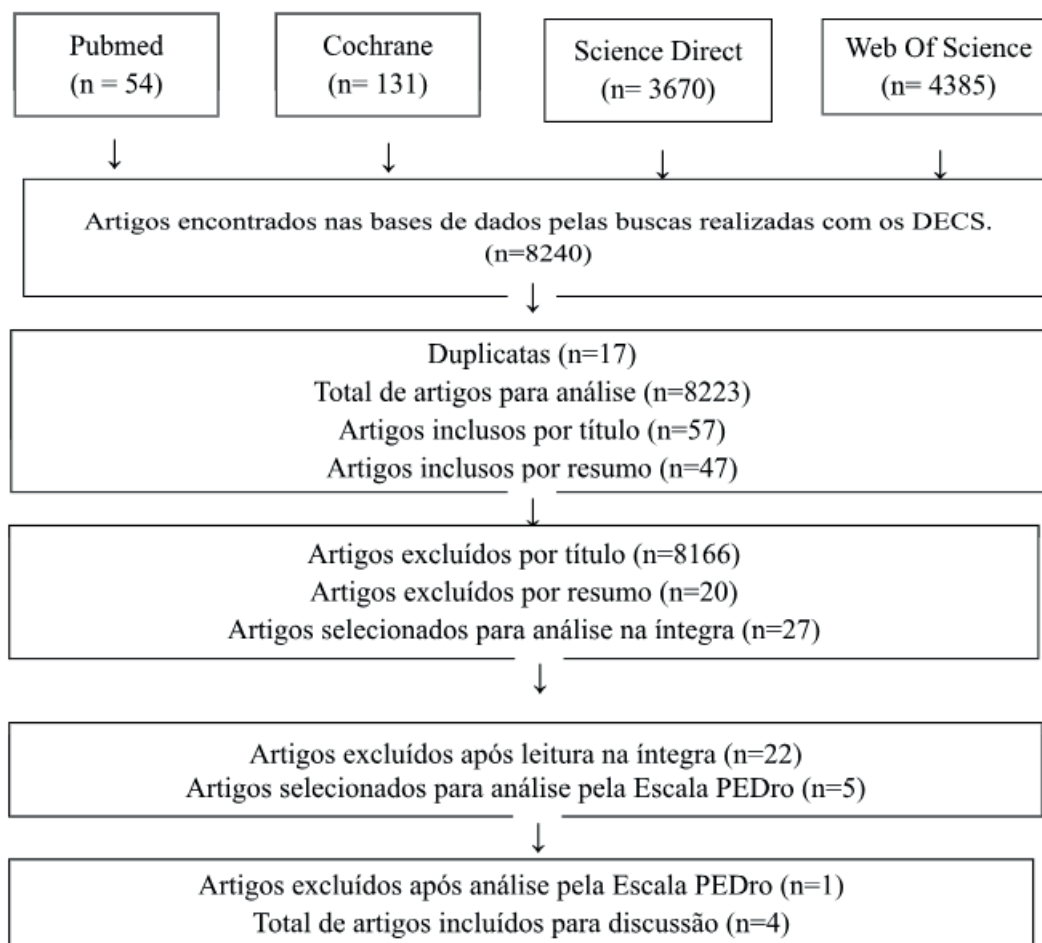 Pubmed
(n = 54)
Cochrane
(n= 131)
Science Direct
(n= 3670)
Web Of Science
(n= 4385)
Artigos encontrados nas bases de dados pelas buscas realizadas com os DECS.
(n=8240)
Duplicatas (n=17)
Total de artigos para análise (n=8223)
Artigos inclusos por título (n=57)
Artigos inclusos por resumo (n=47)
Artigos excluídos por título (n=8166)
Artigos excluídos por resumo (n=20)
Artigos selecionados para análise na íntegra (n=27)
Artigos excluídos após leitura na íntegra (n=22)
Artigos selecionados para análise pela Escala PEDro (n=5)
Artigos excluídos após análise pela Escala PEDro (n=1)
Total de artigos incluídos para discussão (n=4)